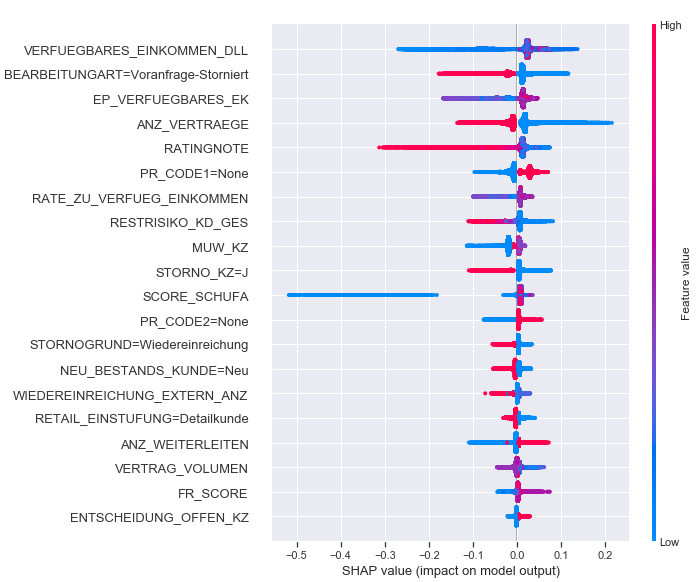 High
VERFUEGBARES_EINKOMMEN_DLL
BEARBEITUNGART=Voranfrage-Storniert
EP_VERFUEGBARES_EK
ANZ_VERTRAEGE
RATINGNOTE
PR_CODE1=None
RATE_ZU_VERFUEG_EINKOMMEN
RESTRISIKO_KD_GES
MUW_KZ
STORNO_KZ=J
SCORE_SCHUFA
PR_CODE2=None
STORNOGRUND=Wiedereinreichung
NEU_BESTANDS_KUNDE=Neu
WIEDEREINREICHUNG_EXTERN_ANZ
RETAIL_EINSTUFUNG=Detailkunde
ANZ_WEITERLEITEN
VERTRAG_VOLUMEN
FR_SCORE
ENTSCHEIDUNG_OFFEN_KZ
Feature value
Low
−0.5 −0.4 −0.3 −0.2 −0.1 0.0 0.1 0.2
SHAP value (impact on model output)